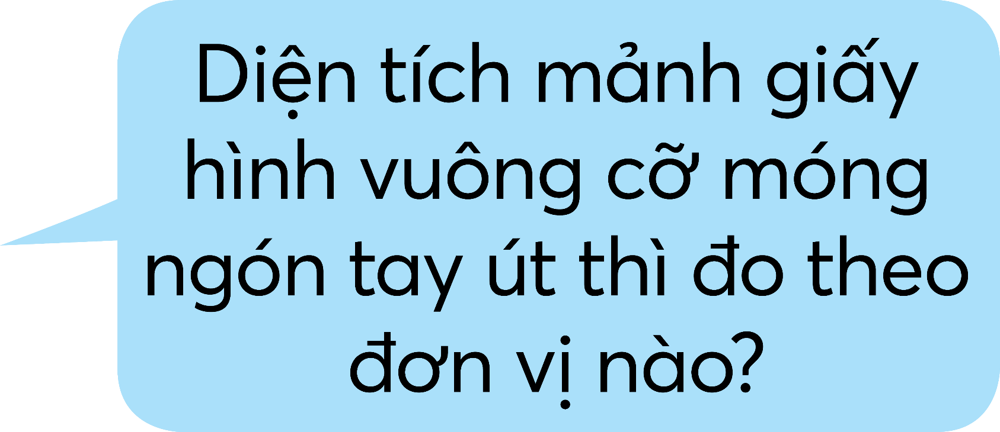 Diện tích mảnh giấy
hình vuông cỡ móng
ngón tay út thì đo theo
đơn vị nào?